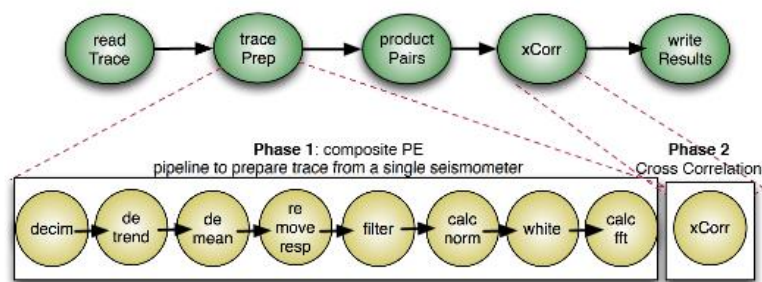 read
Trace
trace
Prep
product
Pairs
xCorr
write
Results
Phase 1: composite PE
pipeline to prepare trace from a single seismometer
Phase 2
Cross Correlation
decim
de
trend
de
mean
re
move
resp
filter
calc
norm
white
calc
fft
xCorr